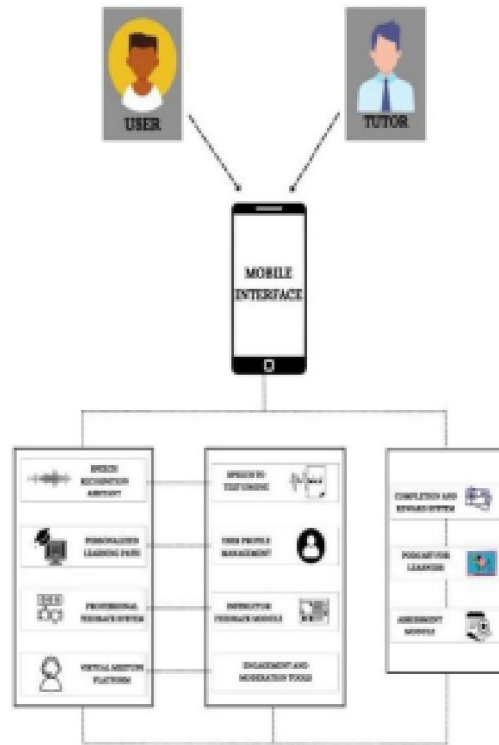 USER
TUTOR
MOBILE
INTERFACE
SPEECH
RECOGNITION
ASSISTANT
SPEECH TO
TEXT ENGINE
COMPLETION AND
REWARD SYSTEM
PERSONALIZED
LEARNING PATH
USER PROFILE
MANAGEMENT
PODCAST FOR
LEARNERS
PROFESSIONAL
FEEDBACK SYSTEM
INSTRUCTOR
FEEDBACK MODULE
ASSESSMENT
MODULE
VIRTUAL MEETING
PLATFORM
ENGAGEMENT AND
MODERATION TOOLS